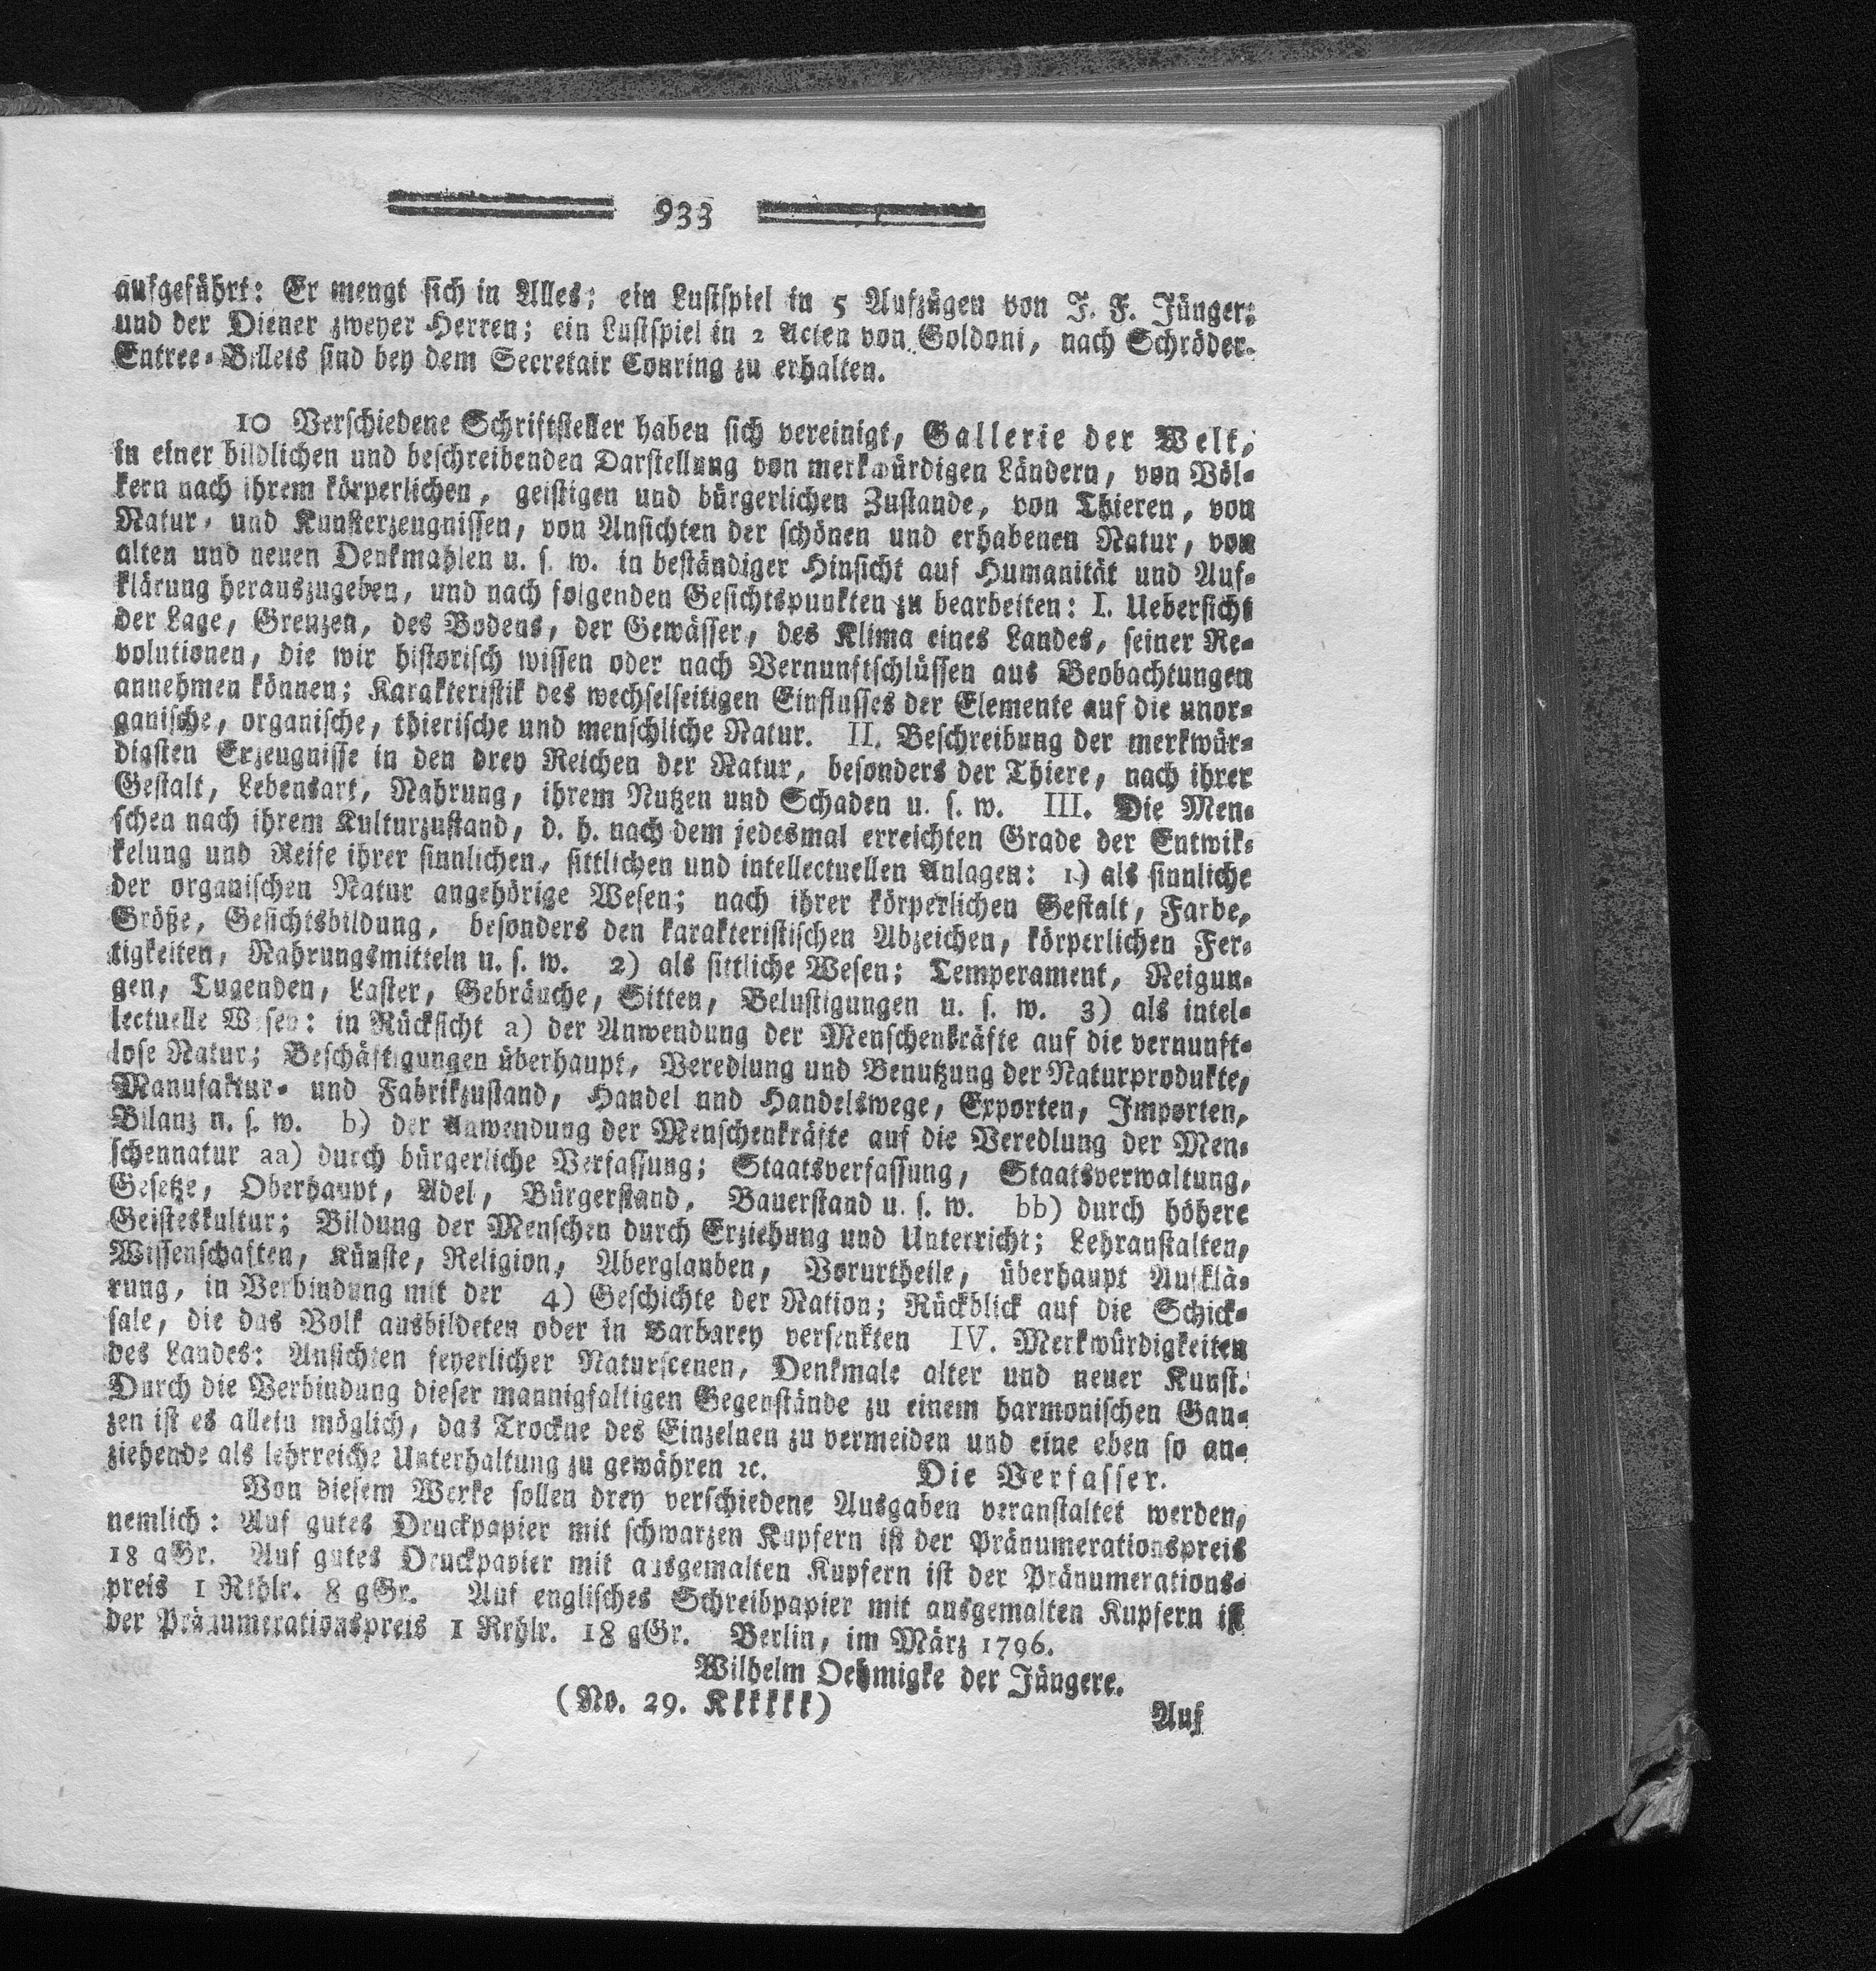 933
aufgeführt: Er mengt sich in Alles; ein Lustspiel in 5 Aufzügen von J. F. Jünger;
und der Diener zweyer Herren; ein Lustspiel in 2 Acten von Goldoni, nach Schröder.
Entree-Billets sind bey dem Secretair Conring zu erhalten.
10 Verschiedene Schriftsteller haben sich vereinigt, Gallerie der Welt,
in einer bildlichen und beschreibenden Darstellung von merkwürdigen Ländern, von Völ-
kern nach ihrem körperlichen, geistigen und bürgerlichen Zustande, von Thieren, von
Natur- und Kunsterzeugnissen, von Ansichten der schönen und erhabenen Natur, von
alten und neuen Denkmahlen u. s. w. in beständiger Hinsicht auf Humanität und Auf-
klärung herauszugeben, und nach folgenden Gesichtspunkten zu bearbeiten: I. Uebersicht
der Lage, Grenzen, des Bodens, der Gewässer, des Klima eines Landes, seiner Re-
volutionen, die wir historisch wissen oder nach Vernunftschlüssen aus Beobachtungen
annehmen können; Karakteristik des wechselseitigen Einflusses der Elemente auf die unor-
ganische, organische, thierische und menschliche Natur. II. Beschreibung der merkwür-
digsten Erzeugnisse in den drey Reichen der Natur, besonders der Thiere, nach ihrer
Gestalt, Lebensart, Nahrung, ihrem Nutzen und Schaden u. s. w. III. Die Men-
schen nach ihrem Kulturzustand, d. h. nach dem jedesmal erreichten Grade der Entwik-
kelung und Reife ihrer sinnlichen, sittlichen und intellectuellen Anlagen: 1) als sinnliche
der organischen Natur angehörige Wesen; nach ihrer körperlichen Gestalt, Farbe,
Größe, Gesichtsbildung, besonders den karakteristischen Abzeichen, körperlichen Fer-
tigkeiten, Nahrungsmitteln u. s. w. 2) als sittliche Wesen; Temperament, Neigun-
gen, Tugenden, Laster, Gebräuche, Sitten, Belustigungen u. s. w. 3) als intel-
lectuelle Wesen: in Rücksicht a) der Anwendung der Menschenkräfte auf die vernunft-
lose Natur; Beschäftigungen überhaupt, Veredlung und Benutzung der Naturprodukte,
Manufaktur- und Fabrikzustand, Handel und Handelswege, Exporten, Importen,
Bilanz u. s. w. b) der Anwendung der Menschenkräfte auf die Veredlung der Men-
schennatur aa) durch bürgerliche Verfassung; Staatsverfassung, Staatsverwaltung,
Gesetze, Oberhaupt, Adel, Bürgerstand, Bauerstand u. s. w. bb) durch höhere
Geisteskultur; Bildung der Menschen durch Erziehung und Unterricht; Lehranstalten,
Wissenschaften, Künste, Religion, Aberglauben, Vorurtheile, überhaupt Aufklä-
rung, in Verbindung mit der 4) Geschichte der Nation; Rückblick auf die Schick-
sale, die das Volk ausbildeten oder in Barbarey versenkten IV. Merkwürdigkeiten
des Landes: Ansichten feyerlicher Naturscenen, Denkmale alter und neuer Kunst.
Durch die Verbindung dieser mannigfaltigen Gegenstände zu einem harmonischen Gan-
zen ist es allein möglich, das Trockne des Einzelnen zu vermeiden und eine eben so an-
ziehende als lehrreiche Unterhaltung zu gewähren ꝛc. Die Verfasser.
Von diesem Werke sollen drey verschiedene Ausgaben veranstaltet werden,
nemlich: Auf gutes Druckpapier mit schwarzen Kupfern ist der Pränumerationspreis
18 gGr. Auf gutes Druckpapier mit ausgemalten Kupfern ist der Pränumerations-
preis 1 Rthlr. 8 gGr. Auf englisches Schreibpapier mit ausgemalten Kupfern ist
der Pränumerationspreis 1 Rthlr. 18 gGr. Berlin, im März 1796.
Wilhelm Oehmigke der Jüngere.
(No. 29. Kkkkkk)
Auf